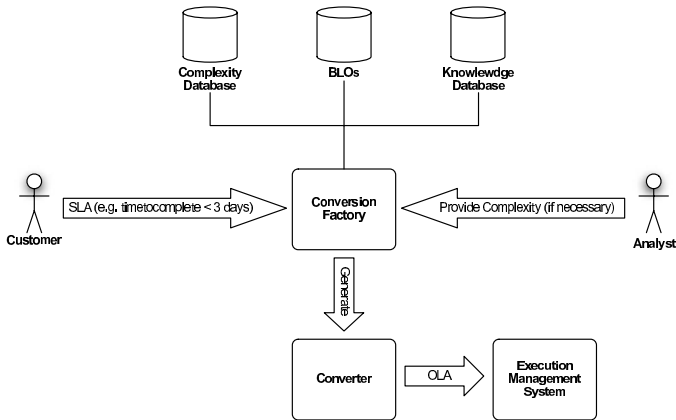 Complexity
Database
BLOs
Knowlewdge
Database
Conversion
Factory
SLA (e.g. timetocomplete < 3 days)
Provide Complexity (if necessary)
Customer
Analyst
Generate
Converter
OLA
Execution
Management
System